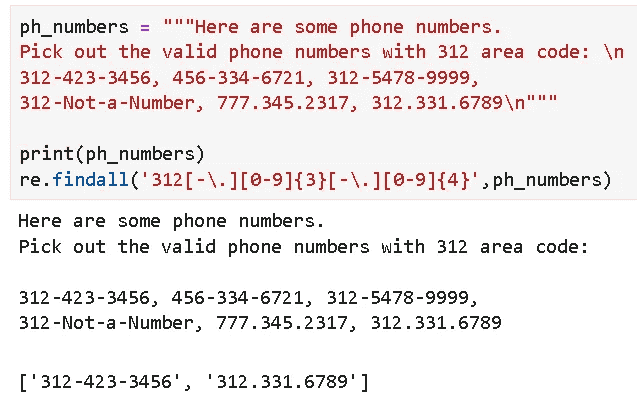 ph_numbers = """Here are some phone numbers.
Pick out the valid phone numbers with 312 area code: \n
312-423-3456, 456-334-6721, 312-5478-9999,
312-Not-a-Number, 777.345.2317, 312.331.6789\n"""
print(ph_numbers)
re.findall('312[-\.][0-9]{3}[-\.][0-9]{4}',ph_numbers)
Here are some phone numbers.
Pick out the valid phone numbers with 312 area code:
312-423-3456, 456-334-6721, 312-5478-9999,
312-Not-a-Number, 777.345.2317, 312.331.6789
['312-423-3456', '312.331.6789']